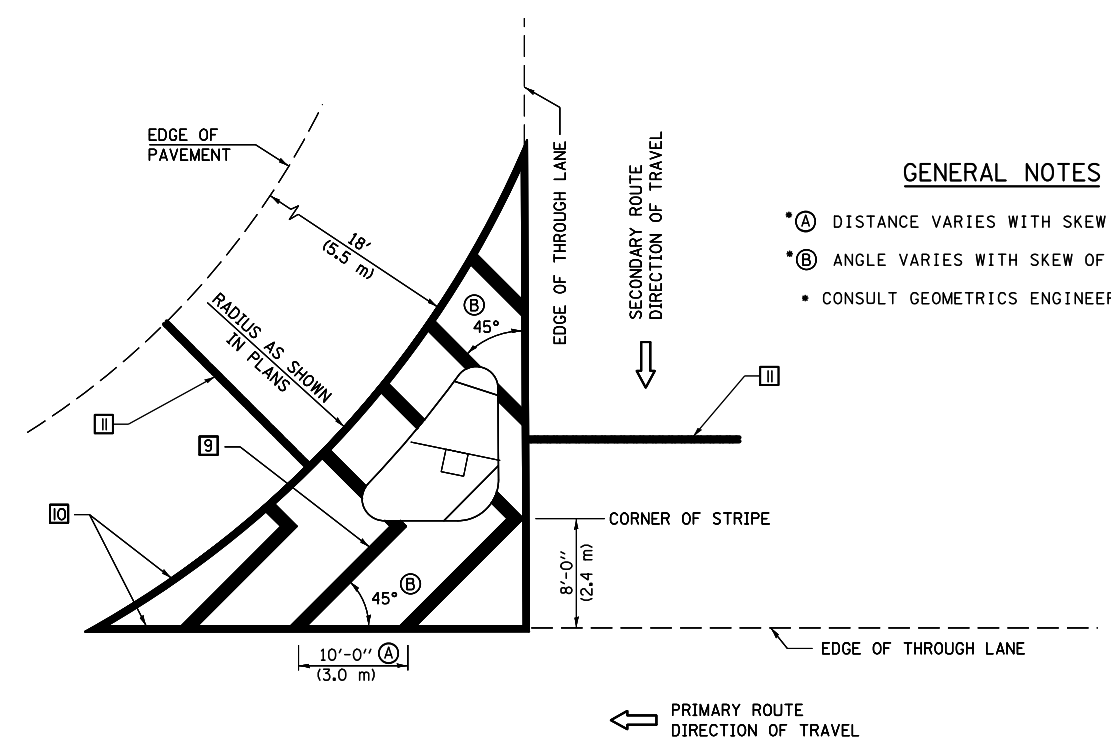 EDGE OF
PAVEMENT
18'
(5.5 m)
RADIUS AS SHOWN
IN PLANS
EDGE OF THROUGH LANE
SECONDARY ROUTE
DIRECTION OF TRAVEL
GENERAL NOTES
*Ⓐ DISTANCE VARIES WITH SKEW
*Ⓑ ANGLE VARIES WITH SKEW OF
* CONSULT GEOMETRICS ENGINEER
Ⓑ
45°
11
11
9
10
CORNER OF STRIPE
8'-0"
(2.4 m)
45° Ⓑ
10'-0" Ⓐ
(3.0 m)
EDGE OF THROUGH LANE
PRIMARY ROUTE
DIRECTION OF TRAVEL